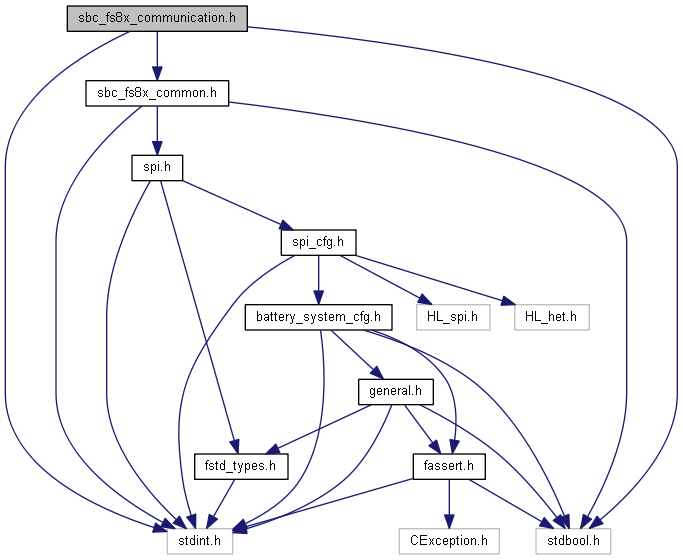 sbc_fs8x_communication.h
sbc_fs8x_common.h
spi.h
spi_cfg.h
battery_system_cfg.h
HL_spi.h
HL_het.h
general.h
fstd_types.h
fassert.h
stdint.h
CException.h
stdbool.h